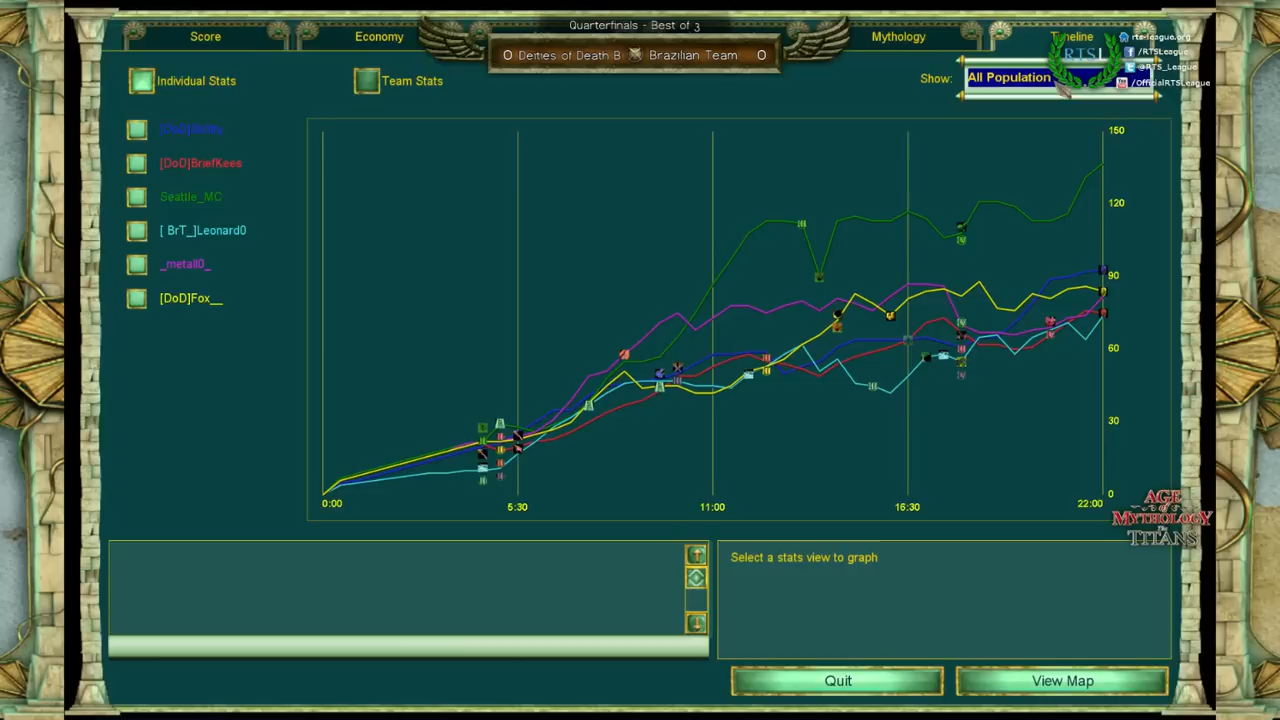 Quarterfinals - Best of 3
Score
Economy
0 Deities of Death B
Brazilian Team 0
Mythology
Timeline
rts-league.org
/RTSLeague
@RTS_League
/OfficialRTSLeague
RTSL
Individual Stats
Team Stats
Show:
All Population
[DoD]BriefKees
Seattle_MC
[ BrT_]Leonard0
_metall0_
[DoD]Fox__
150
120
90
60
30
0
0:00
5:30
11:00
16:30
22:00
AGE
OF
MYTHOLOGY
THE
TITANS
Select a stats view to graph
Quit
View Map